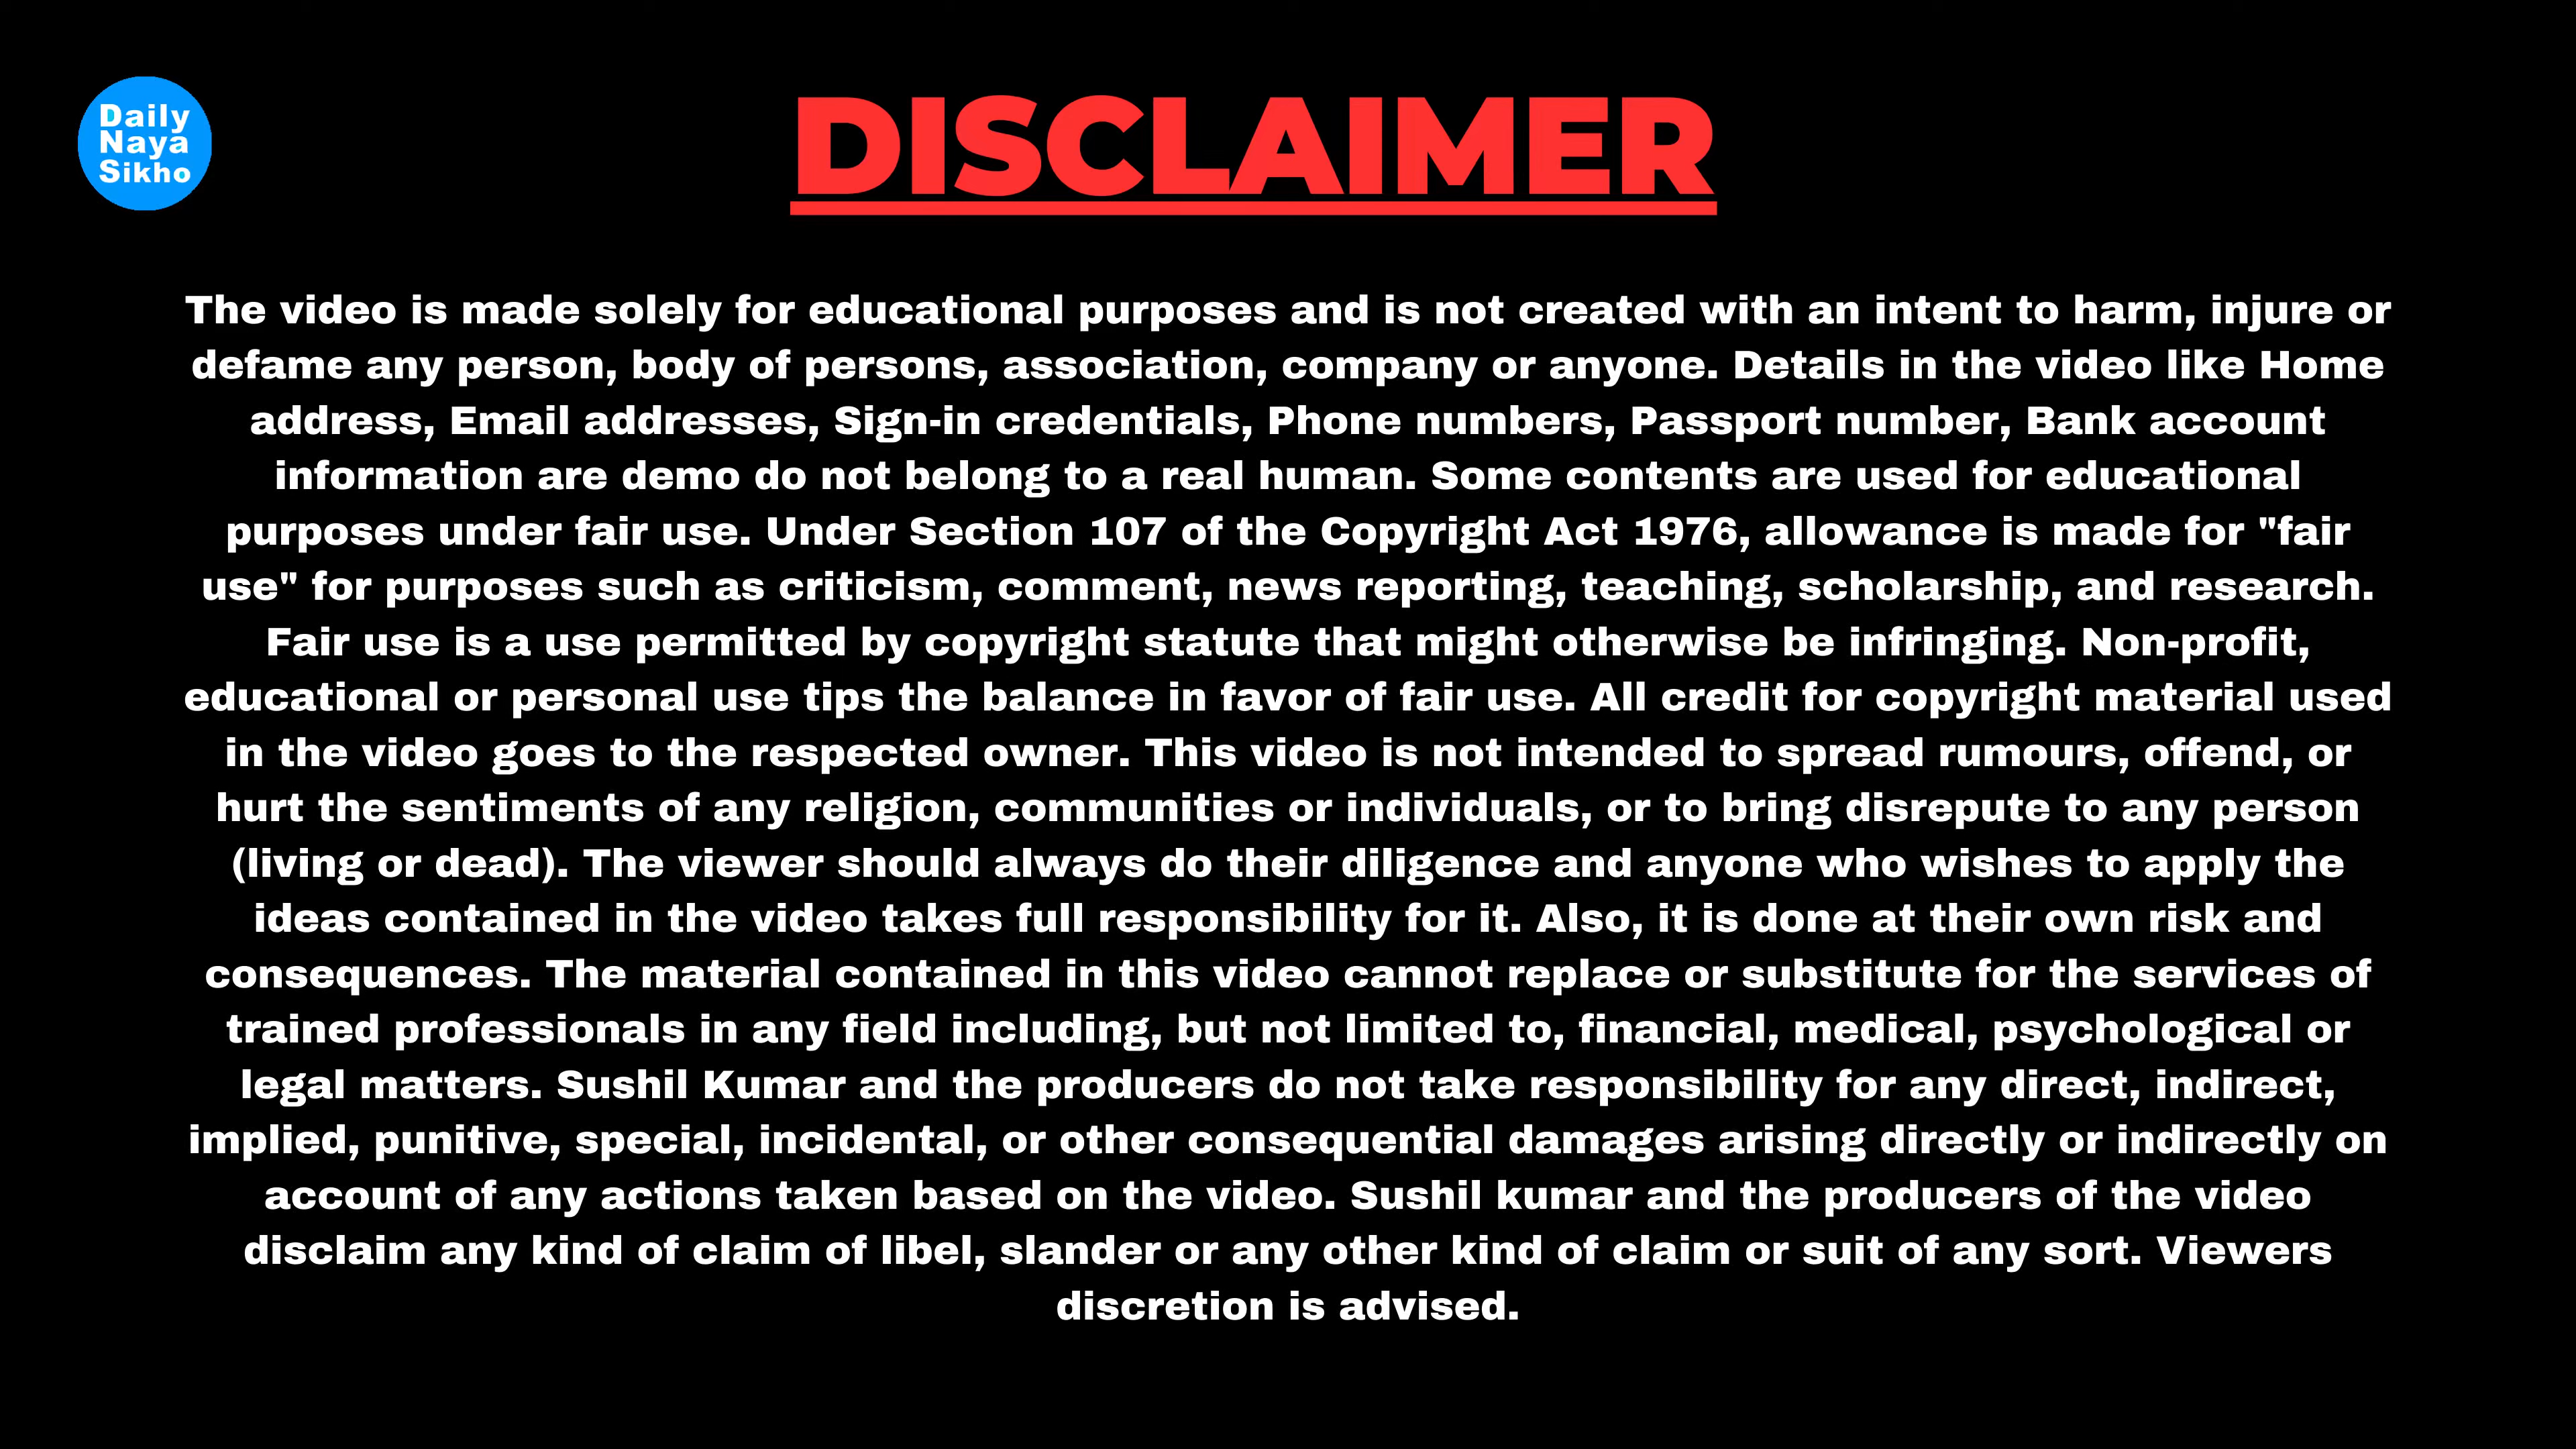 Daily
Naya
Sikho
DISCLAIMER
The video is made solely for educational purposes and is not created with an intent to harm, injure or
defame any person, body of persons, association, company or anyone. Details in the video like Home
address, Email addresses, Sign-in credentials, Phone numbers, Passport number, Bank account
information are demo do not belong to a real human. Some contents are used for educational
purposes under fair use. Under Section 107 of the Copyright Act 1976, allowance is made for "fair
use" for purposes such as criticism, comment, news reporting, teaching, scholarship, and research.
Fair use is a use permitted by copyright statute that might otherwise be infringing. Non-profit,
educational or personal use tips the balance in favor of fair use. All credit for copyright material used
in the video goes to the respected owner. This video is not intended to spread rumours, offend, or
hurt the sentiments of any religion, communities or individuals, or to bring disrepute to any person
(living or dead). The viewer should always do their diligence and anyone who wishes to apply the
ideas contained in the video takes full responsibility for it. Also, it is done at their own risk and
consequences. The material contained in this video cannot replace or substitute for the services of
trained professionals in any field including, but not limited to, financial, medical, psychological or
legal matters. Sushil Kumar and the producers do not take responsibility for any direct, indirect,
implied, punitive, special, incidental, or other consequential damages arising directly or indirectly on
account of any actions taken based on the video. Sushil kumar and the producers of the video
disclaim any kind of claim of libel, slander or any other kind of claim or suit of any sort. Viewers
discretion is advised.